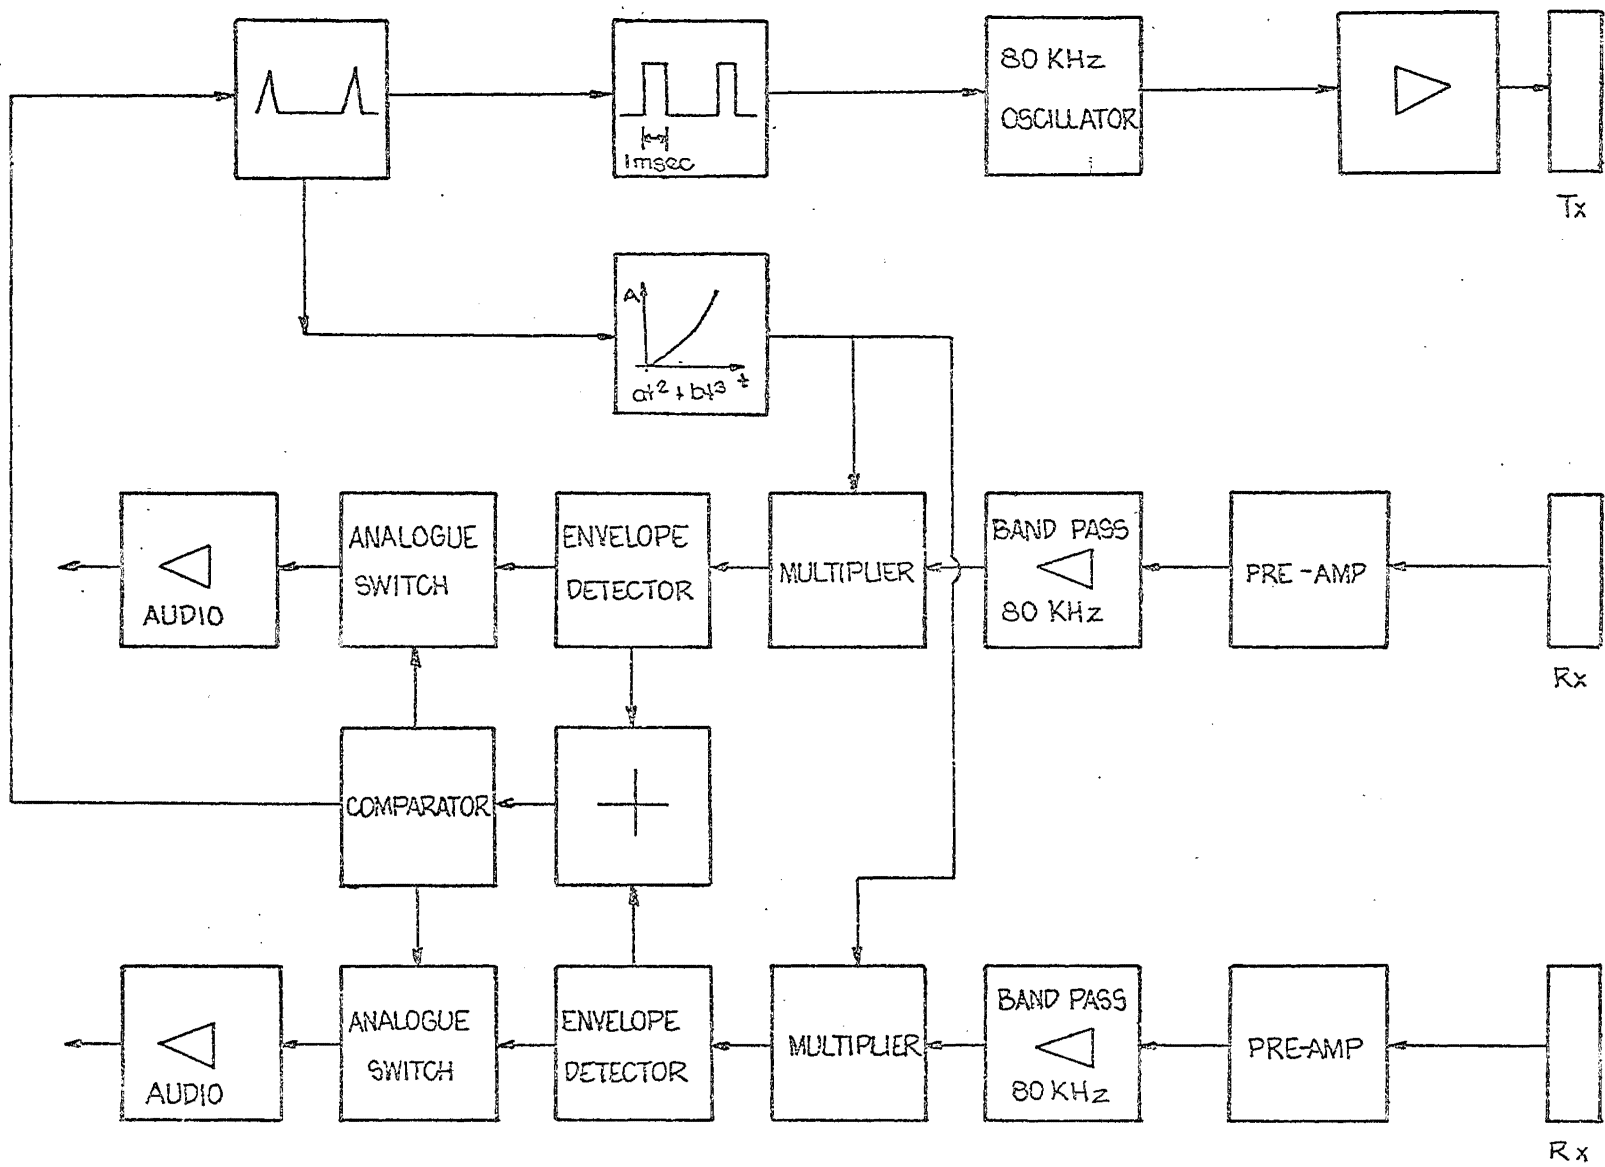 80 KHz
OSCILLATOR
1msec
Tx
A
t
at² + bt³
ANALOGUE
SWITCH
ENVELOPE
DETECTOR
MULTIPLIER
BAND PASS
80 KHz
PRE-AMP
AUDIO
Rx
COMPARATOR
ANALOGUE
SWITCH
ENVELOPE
DETECTOR
MULTIPLIER
BAND PASS
80 KHz
PRE-AMP
AUDIO
Rx